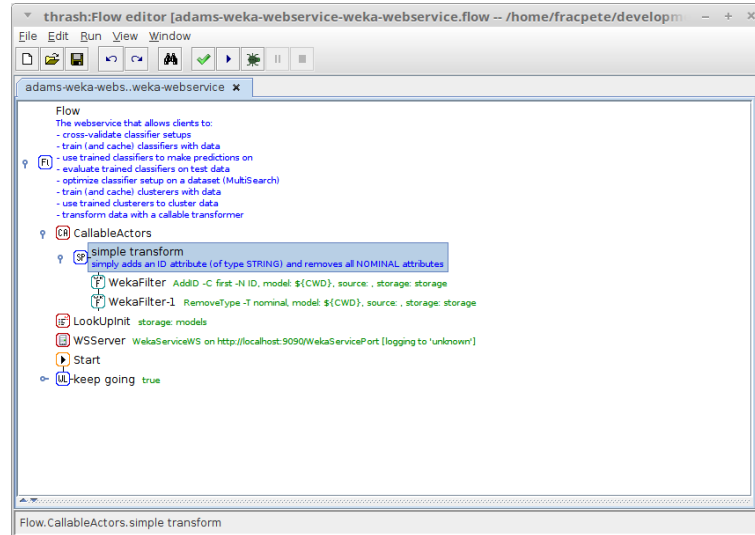 thrash:Flow editor [adams-weka-webservice-weka-webservice.flow -- /home/fracpete/developm
File Edit Run View Window
adams-weka-webs..weka-webservice
Flow
The webservice that allows clients to:
- cross-validate classifier setups
- train (and cache) classifiers with data
- use trained classifiers to make predictions on
- evaluate trained classifiers on test data
- optimize classifier setup on a dataset (MultiSearch)
- train (and cache) clusterers with data
- use trained clusterers to cluster data
- transform data with a callable transformer
CA CallableActors
SP simple transform
simply adds an ID attribute (of type STRING) and removes all NOMINAL attributes
F WekaFilter AddID -C first -N ID, model: ${CWD}, source: , storage: storage
F WekaFilter-1 RemoveType -T nominal, model: ${CWD}, source: , storage: storage
LookUpInit storage: models
WSServer WekaServiceWS on http://localhost:9090/WekaServicePort [logging to 'unknown']
Start
WL keep going true
Flow.CallableActors.simple transform